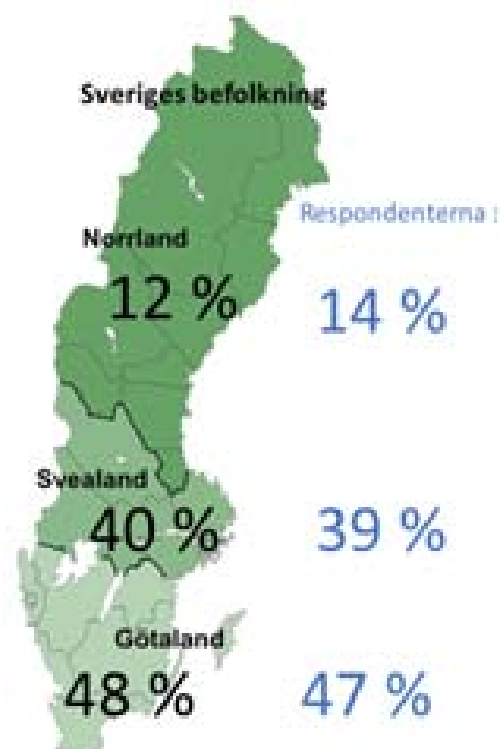 Sveriges befolkning
Respondenterna :
Norrland
12 %
14 %
Svealand
40 %
39 %
Götaland
48 %
47 %